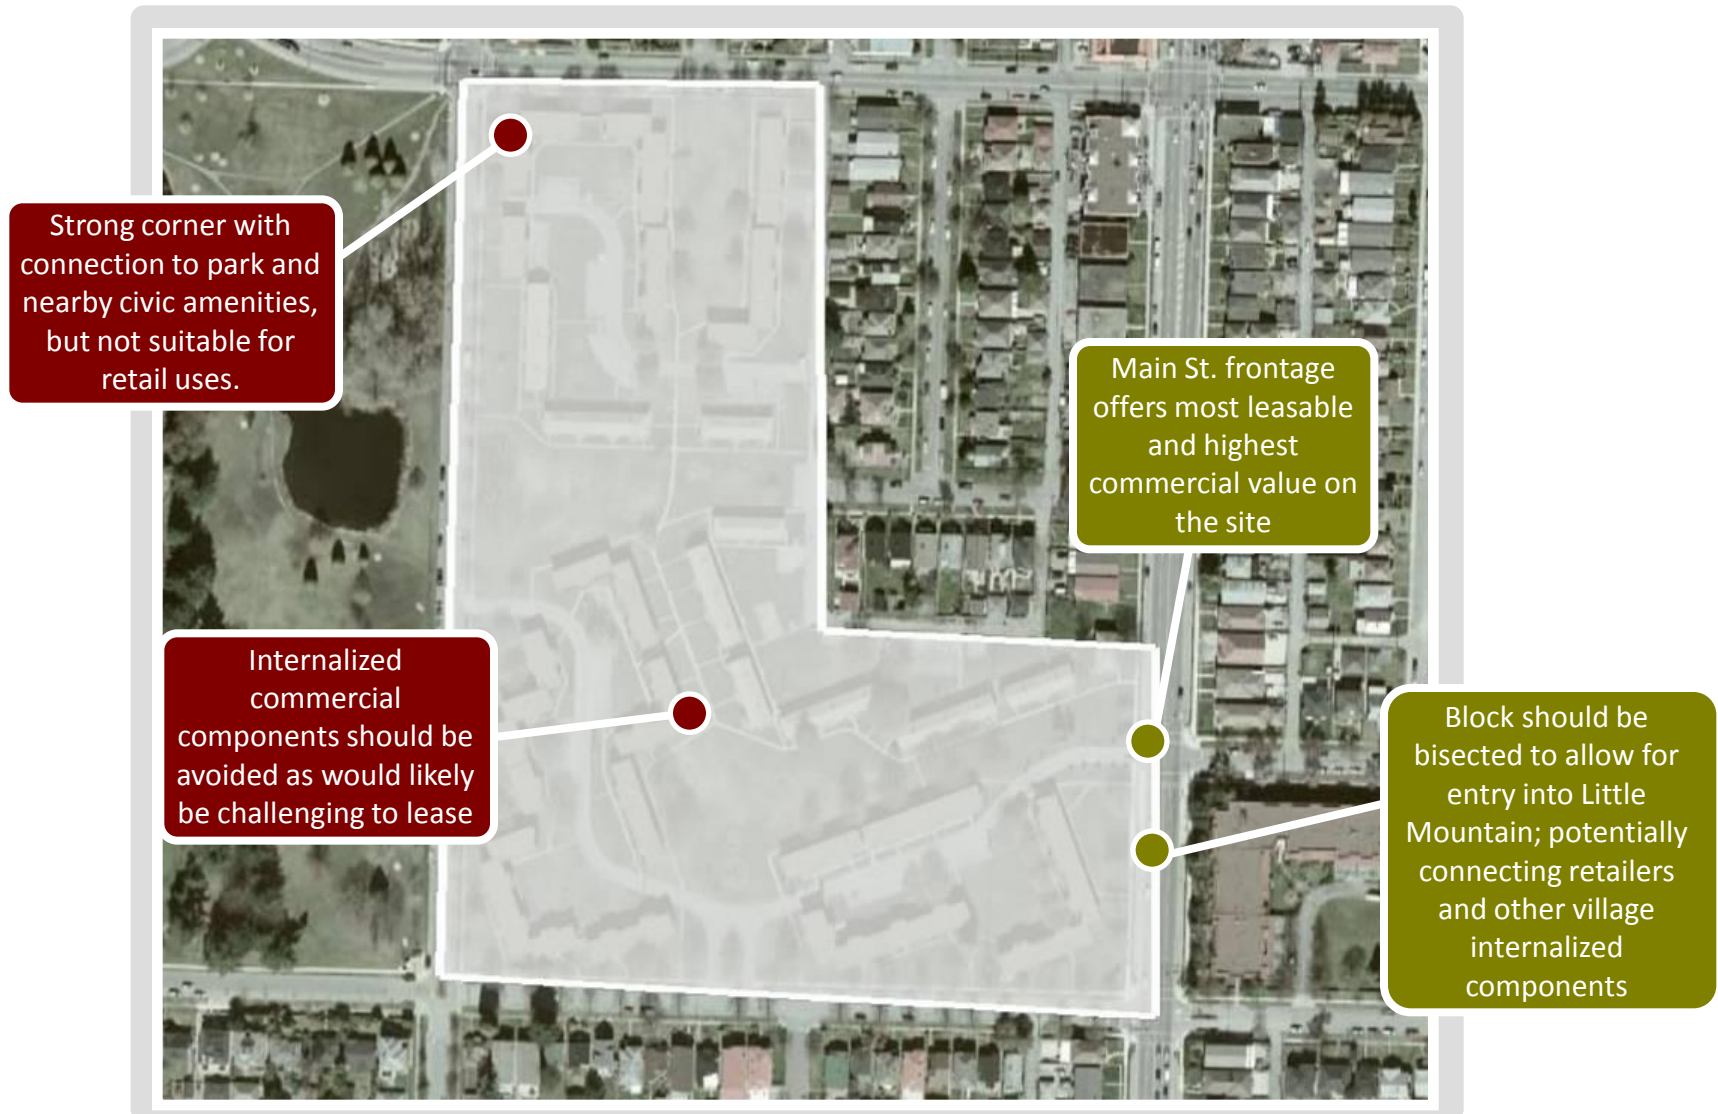 Strong corner with
connection to park and
nearby civic amenities,
but not suitable for
retail uses.
Main St. frontage
offers most leasable
and highest
commercial value on
the site
Internalized
commercial
components should be
avoided as would likely
be challenging to lease
Block should be
bisected to allow for
entry into Little
Mountain; potentially
connecting retailers
and other village
internalized
components